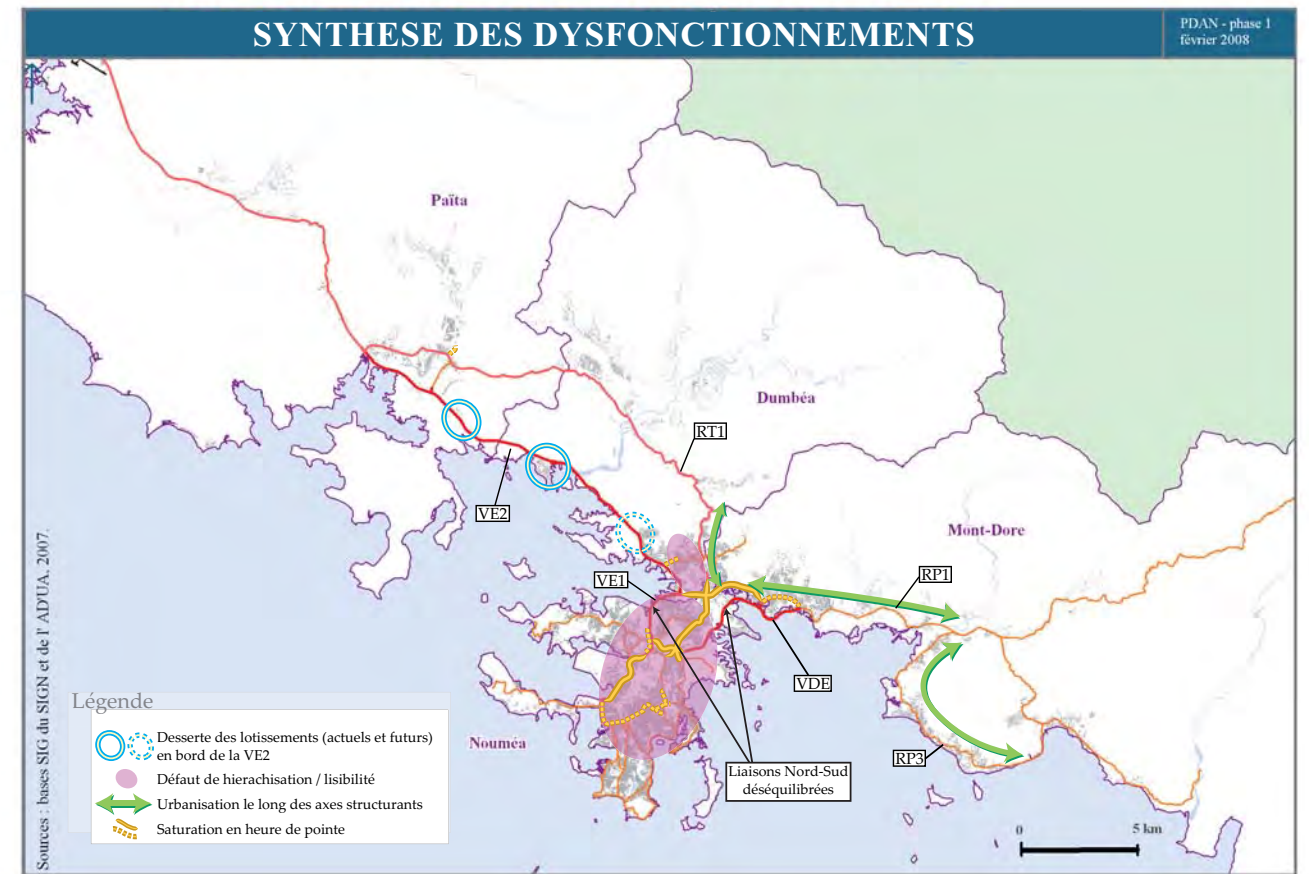 SYNTHESE DES DYSFONCTIONNEMENTS
PDAN - phase 1
février 2008
Païta
Dumbéa
RT1
VE2
Mont-Dore
VE1
RP1
VDE
Nouméa
RP3
Liaisons Nord-Sud
déséquilibrées
Légende
Desserte des lotissements (actuels et futurs)
en bord de la VE2
Défaut de hierachisation / lisibilité
Urbanisation le long des axes structurants
Saturation en heure de pointe
0 5 km
Sources : bases SIG du SIGN et de l' ADUA, 2007.